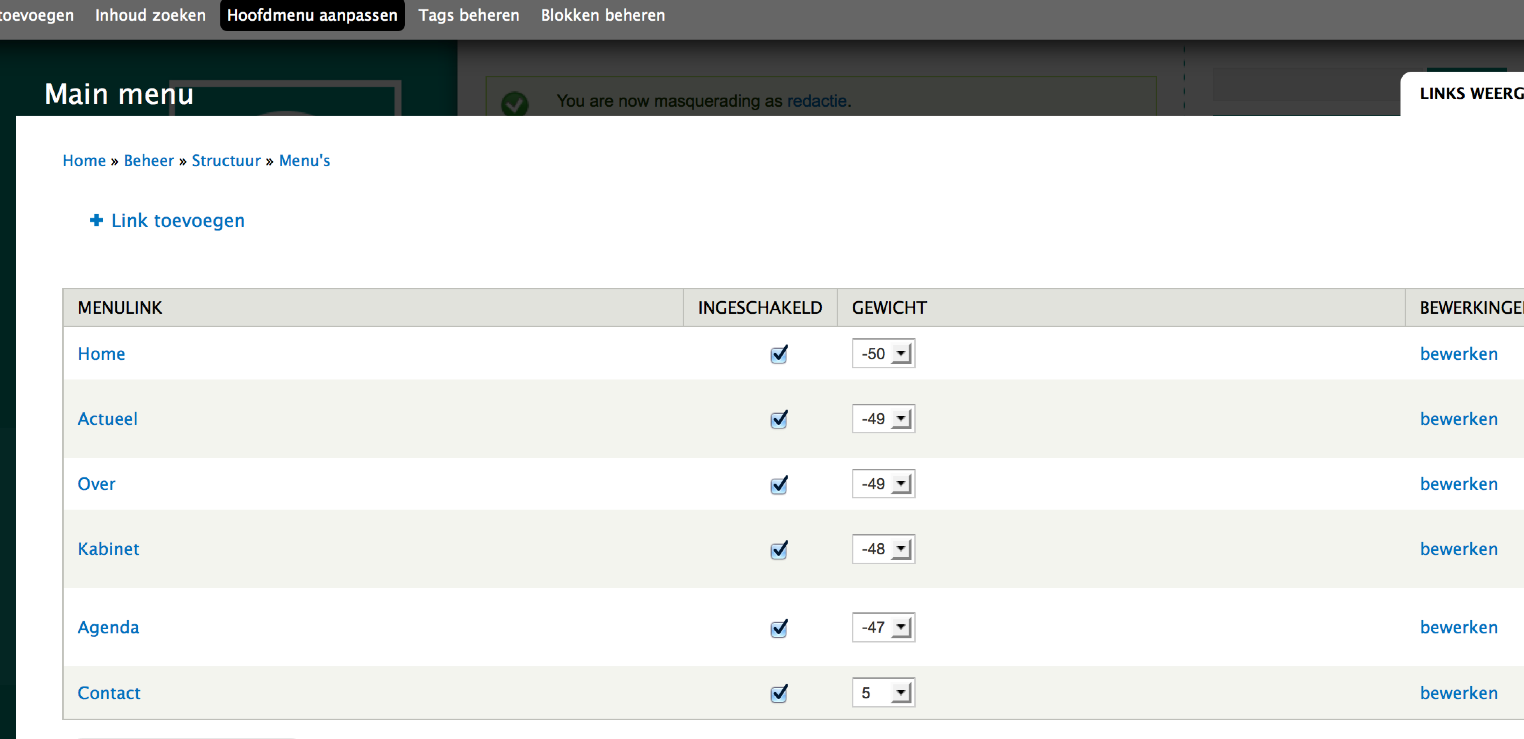 toevoegen Inhoud zoeken Hoofdmenu aanpassen Tags beheren Blokken beheren
Main menu
You are now masquerading as redactie.
LINKS WEERG
Home » Beheer » Structuur » Menu's
+ Link toevoegen
MENULINK INGESCHAKELD GEWICHT BEWERKINGEN
Home -50 bewerken
Actueel -49 bewerken
Over -49 bewerken
Kabinet -48 bewerken
Agenda -47 bewerken
Contact 5 bewerken